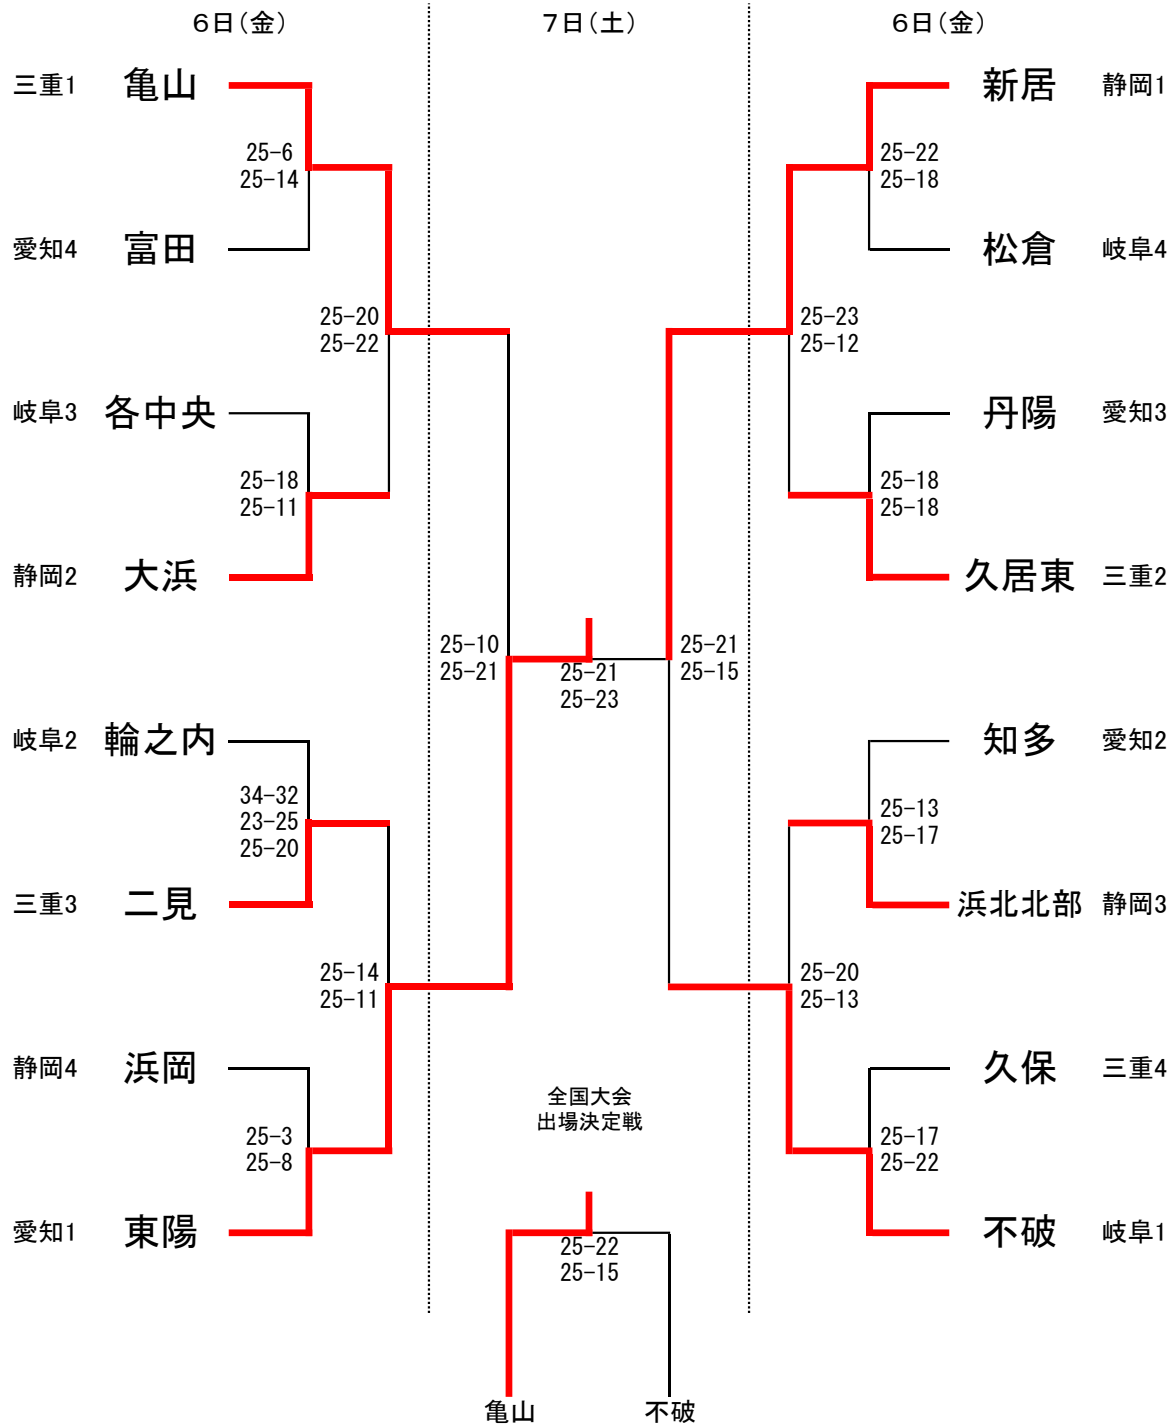 6日(金) 7日(土) 6日(金)
三重1 亀山 新居 静岡1
25-6 25-22
25-14 25-18
愛知4 富田 松倉 岐阜4
25-20 25-23
25-22 25-12
岐阜3 各中央 丹陽 愛知3
25-18 25-18
25-11 25-18
静岡2 大浜 久居東 三重2
25-10 25-21
25-21 25-21 25-15
25-23
岐阜2 輪之内 知多 愛知2
34-32 25-13
23-25 25-17
25-20
三重3 二見 浜北北部 静岡3
25-14 25-20
25-11 25-13
静岡4 浜岡 久保 三重4
全国大会
出場決定戦
25-3 25-17
25-8 25-22
愛知1 東陽 不破 岐阜1
25-22
25-15
亀山 不破